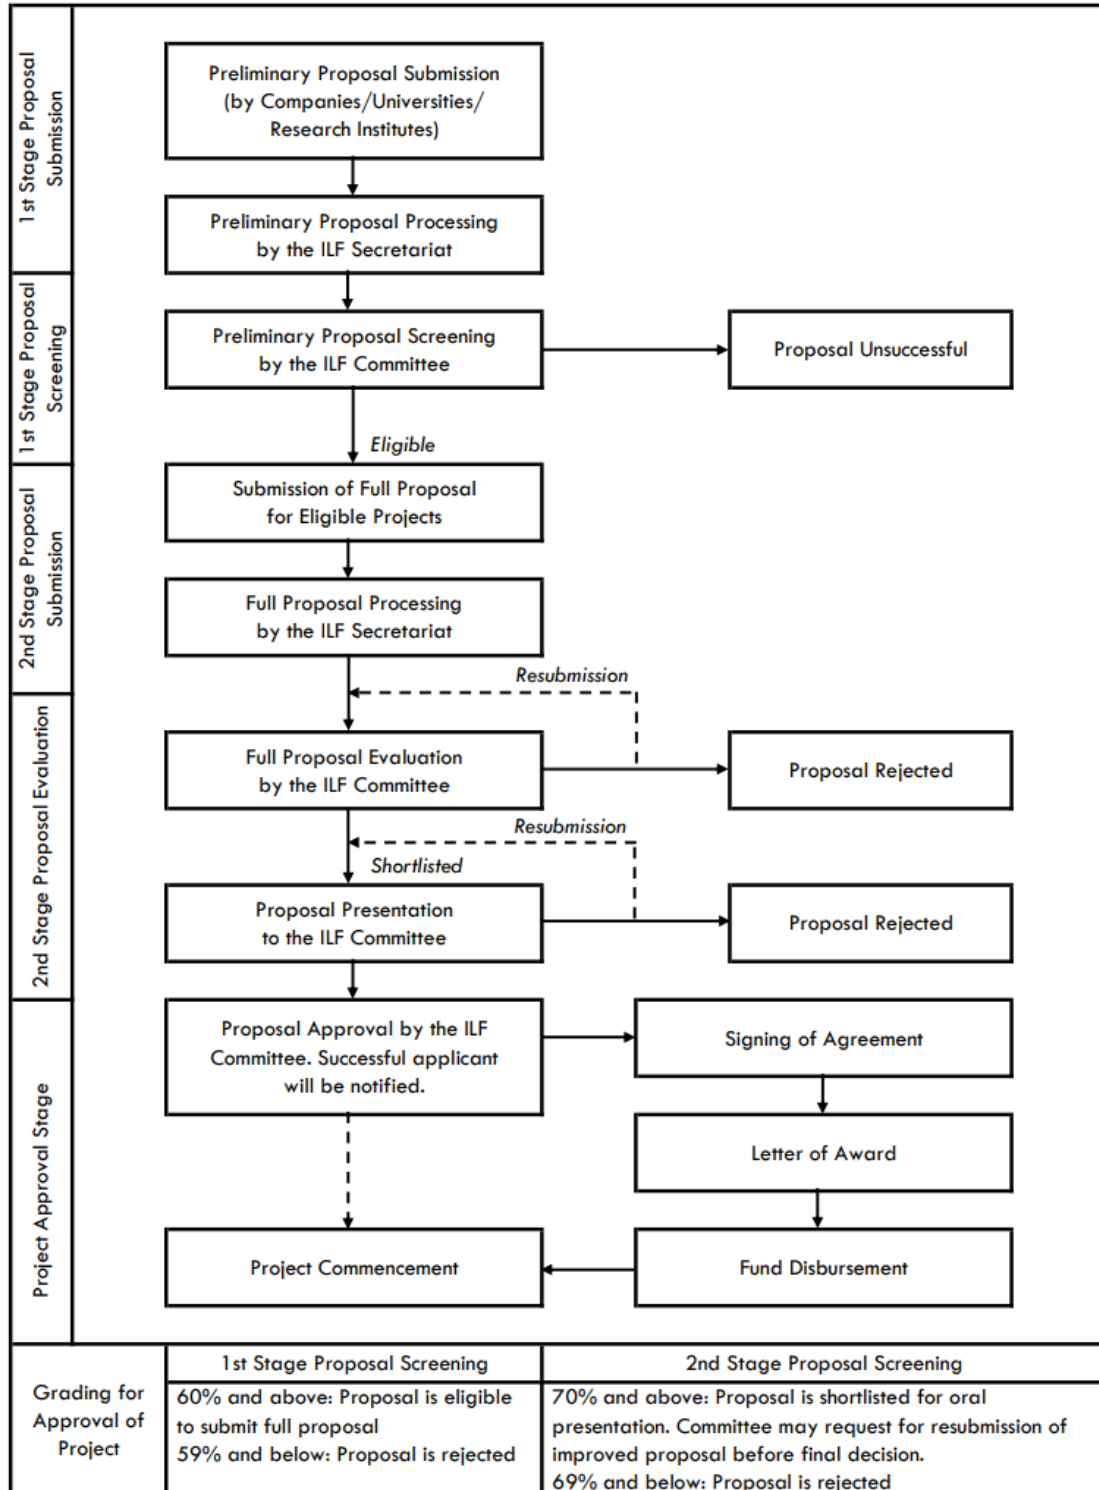 1st Stage Proposal
Submission
Preliminary Proposal Submission
(by Companies/Universities/
Research Institutes)
Preliminary Proposal Processing
by the ILF Secretariat
1st Stage Proposal
Screening
Preliminary Proposal Screening
by the ILF Committee
Proposal Unsuccessful
Eligible
2nd Stage Proposal
Submission
Submission of Full Proposal
for Eligible Projects
Full Proposal Processing
by the ILF Secretariat
Resubmission
2nd Stage Proposal Evaluation
Full Proposal Evaluation
by the ILF Committee
Proposal Rejected
Resubmission
Shortlisted
Proposal Presentation
to the ILF Committee
Proposal Rejected
Project Approval Stage
Proposal Approval by the ILF
Committee. Successful applicant
will be notified.
Signing of Agreement
Letter of Award
Project Commencement
Fund Disbursement
Grading for
Approval of
Project
1st Stage Proposal Screening
60% and above: Proposal is eligible
to submit full proposal
59% and below: Proposal is rejected
2nd Stage Proposal Screening
70% and above: Proposal is shortlisted for oral
presentation. Committee may request for resubmission of
improved proposal before final decision.
69% and below: Proposal is rejected